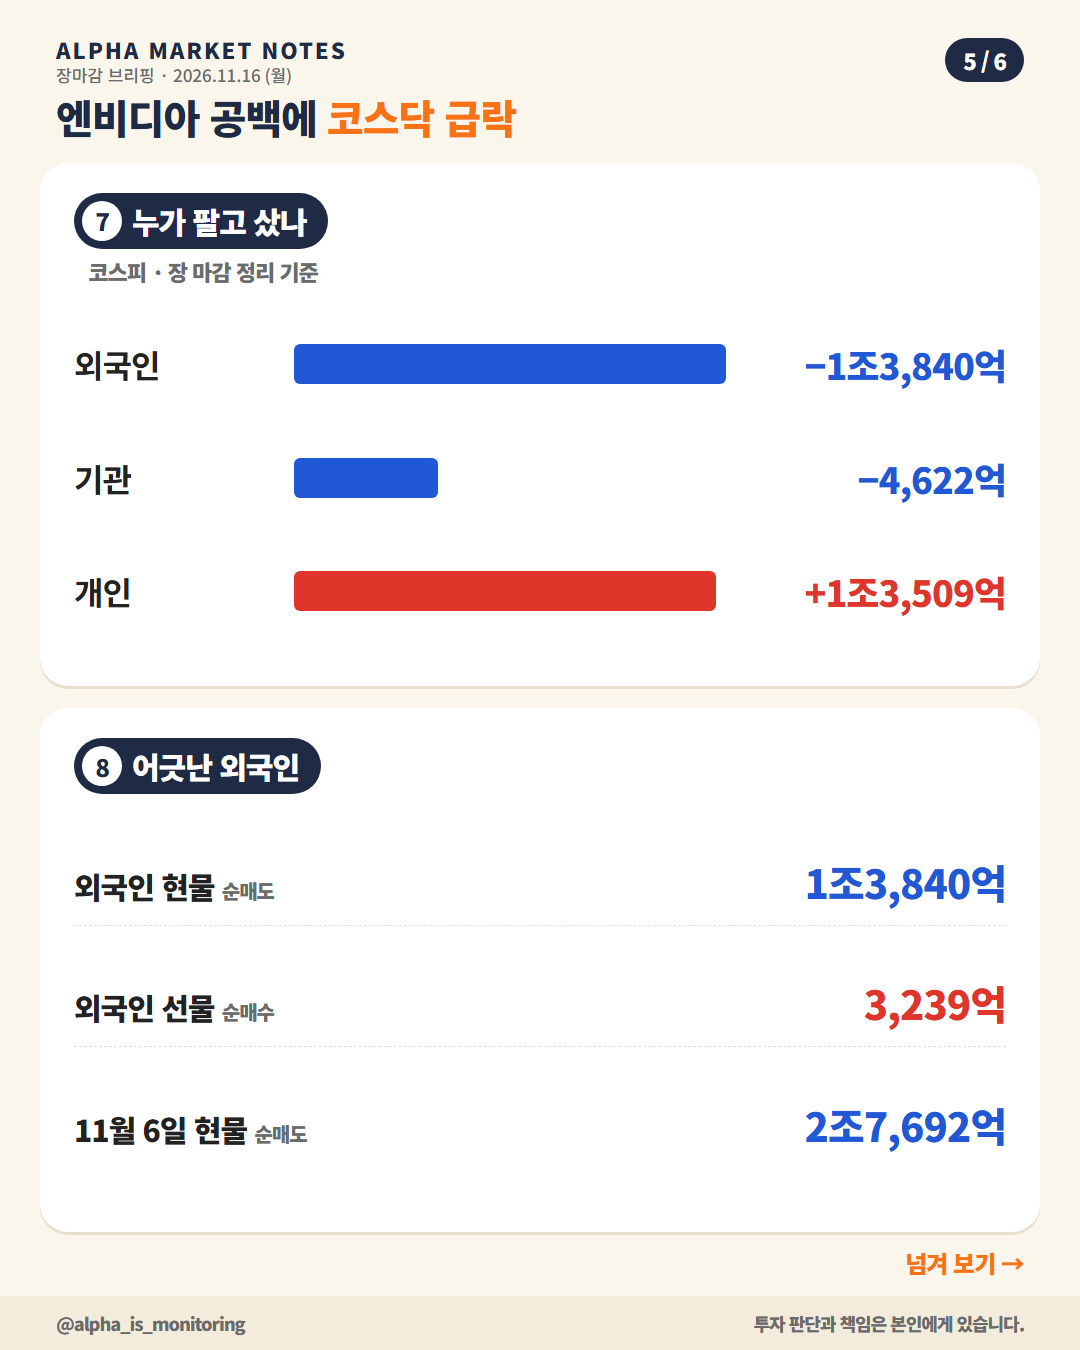 ALPHA MARKET NOTES
장마감 브리핑 · 2026.11.16 (월)
5 / 6
엔비디아 공백에 코스닥 급락
7 누가 팔고 샀나
코스피 · 장 마감 정리 기준
외국인 −1조3,840억
기관 −4,622억
개인 +1조3,509억
8 어긋난 외국인
외국인 현물 순매도 1조3,840억
외국인 선물 순매수 3,239억
11월 6일 현물 순매도 2조7,692억
넘겨 보기 →
@alpha_is_monitoring 투자 판단과 책임은 본인에게 있습니다.